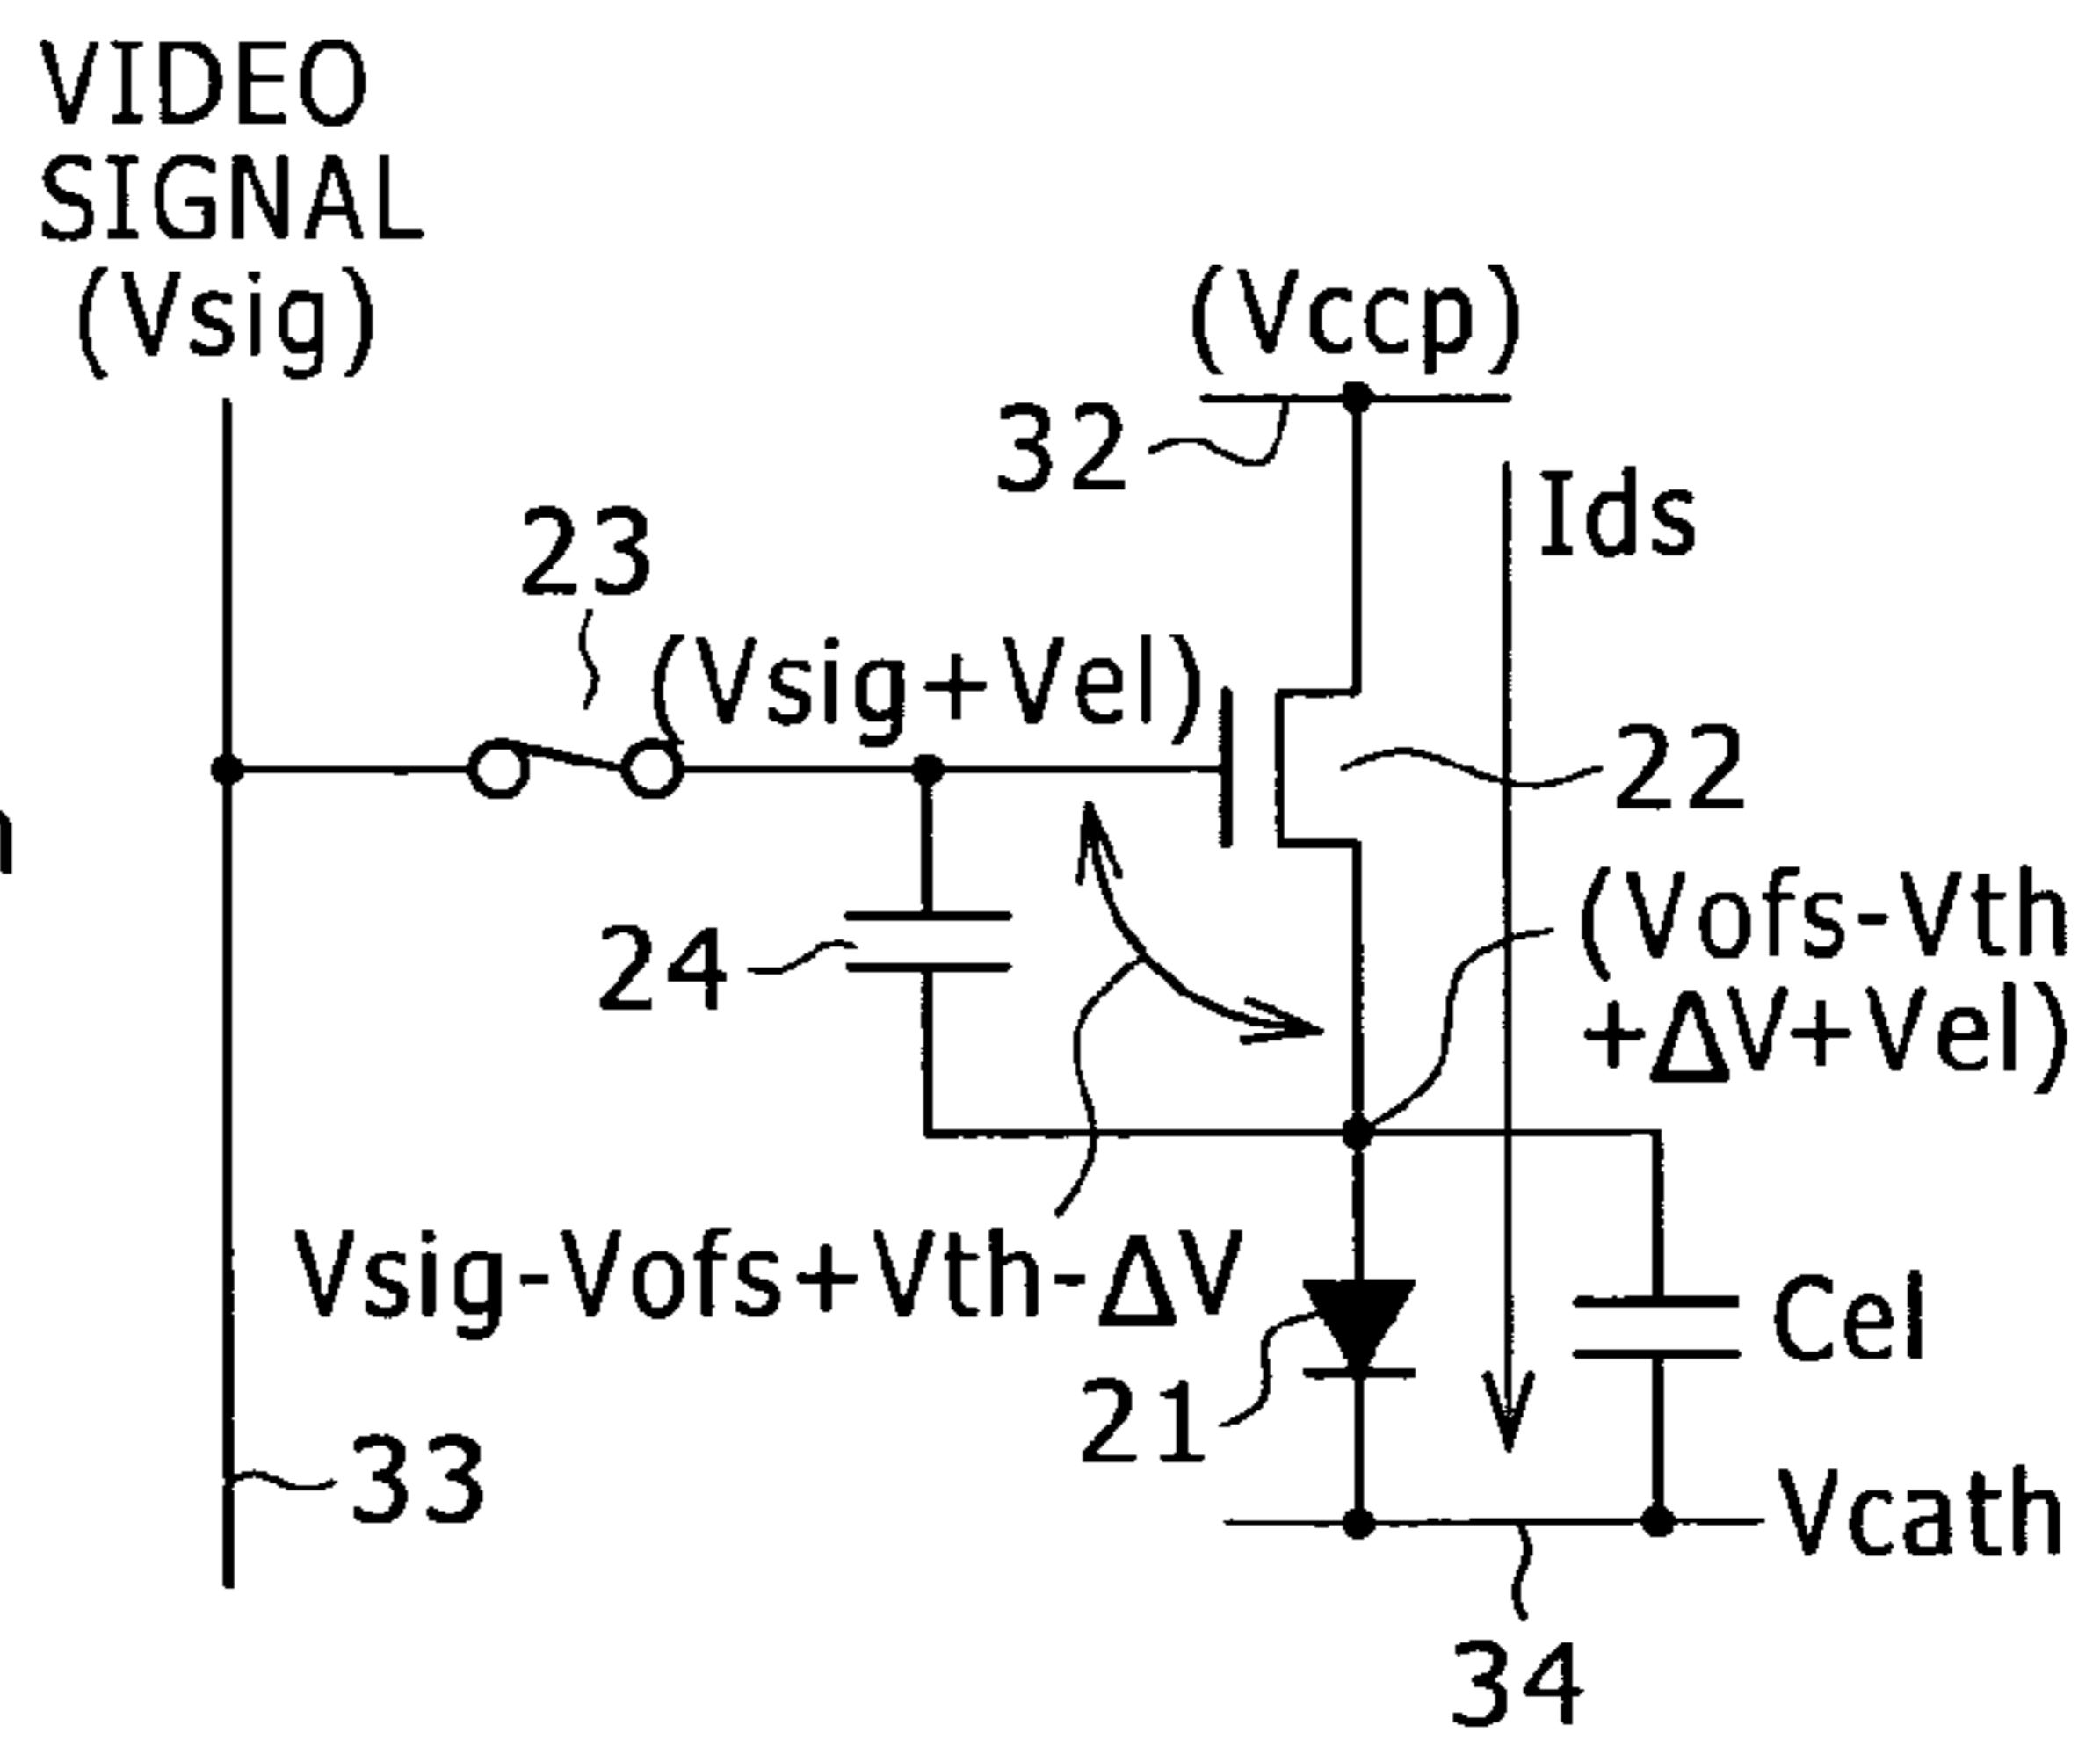 VIDEO
SIGNAL
(Vsig)
(Vccp)
32
Ids
23
(Vsig+Vel)
22
24
(Vofs-Vth
+ΔV+Vel)
Vsig-Vofs+Vth-ΔV
Cel
21
33
Vcath
34